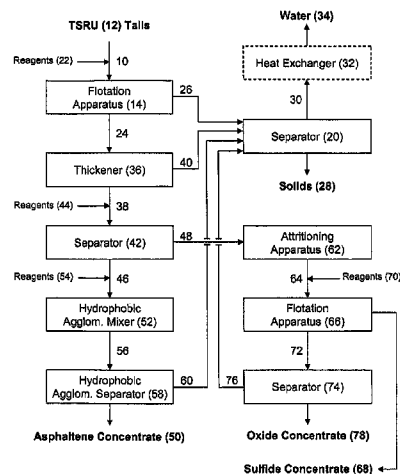 TSRU (12) Tails
Water (34)
Reagents (22)
10
Heat Exchanger (32)
26
30
Flotation
Apparatus (14)
Separator (20)
24
40
Thickener (36)
Solids (28)
Reagents (44)
38
Separator (42)
48
Attritioning
Apparatus (62)
Reagents (54)
46
64
Reagents (70)
Hydrophobic
Agglom. Mixer (52)
Flotation
Apparatus (66)
56
72
Hydrophobic
Agglom. Separator (58)
60
76
Separator (74)
Asphaltene Concentrate (50)
Oxide Concentrate (78)
Sulfide Concentrate (68)